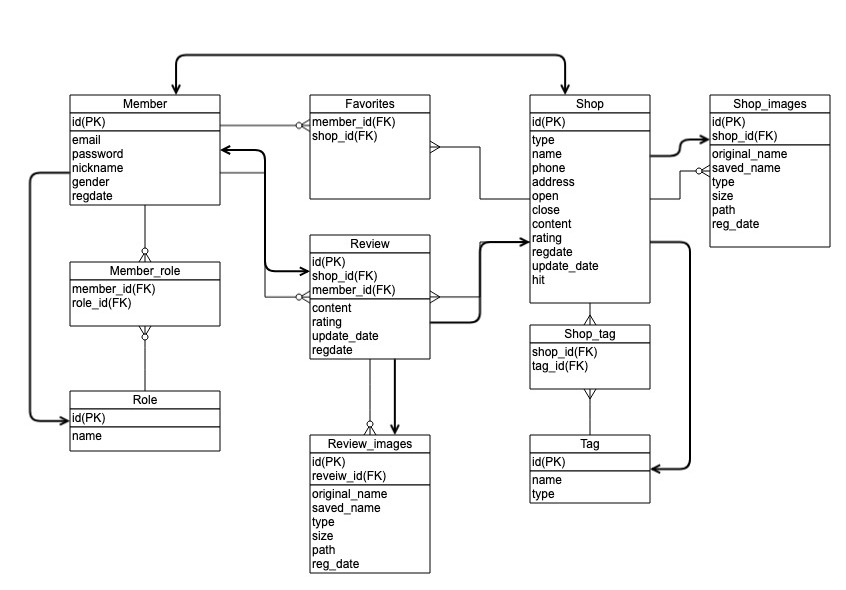 Member
id(PK)
email
password
nickname
gender
regdate
Favorites
member_id(FK)
shop_id(FK)
Shop
id(PK)
type
name
phone
address
open
close
content
rating
regdate
update_date
hit
Shop_images
id(PK)
shop_id(FK)
original_name
saved_name
type
size
path
reg_date
Member_role
member_id(FK)
role_id(FK)
Review
id(PK)
shop_id(FK)
member_id(FK)
content
rating
update_date
regdate
Shop_tag
shop_id(FK)
tag_id(FK)
Role
id(PK)
name
Review_images
id(PK)
reveiw_id(FK)
original_name
saved_name
type
size
path
reg_date
Tag
id(PK)
name
type